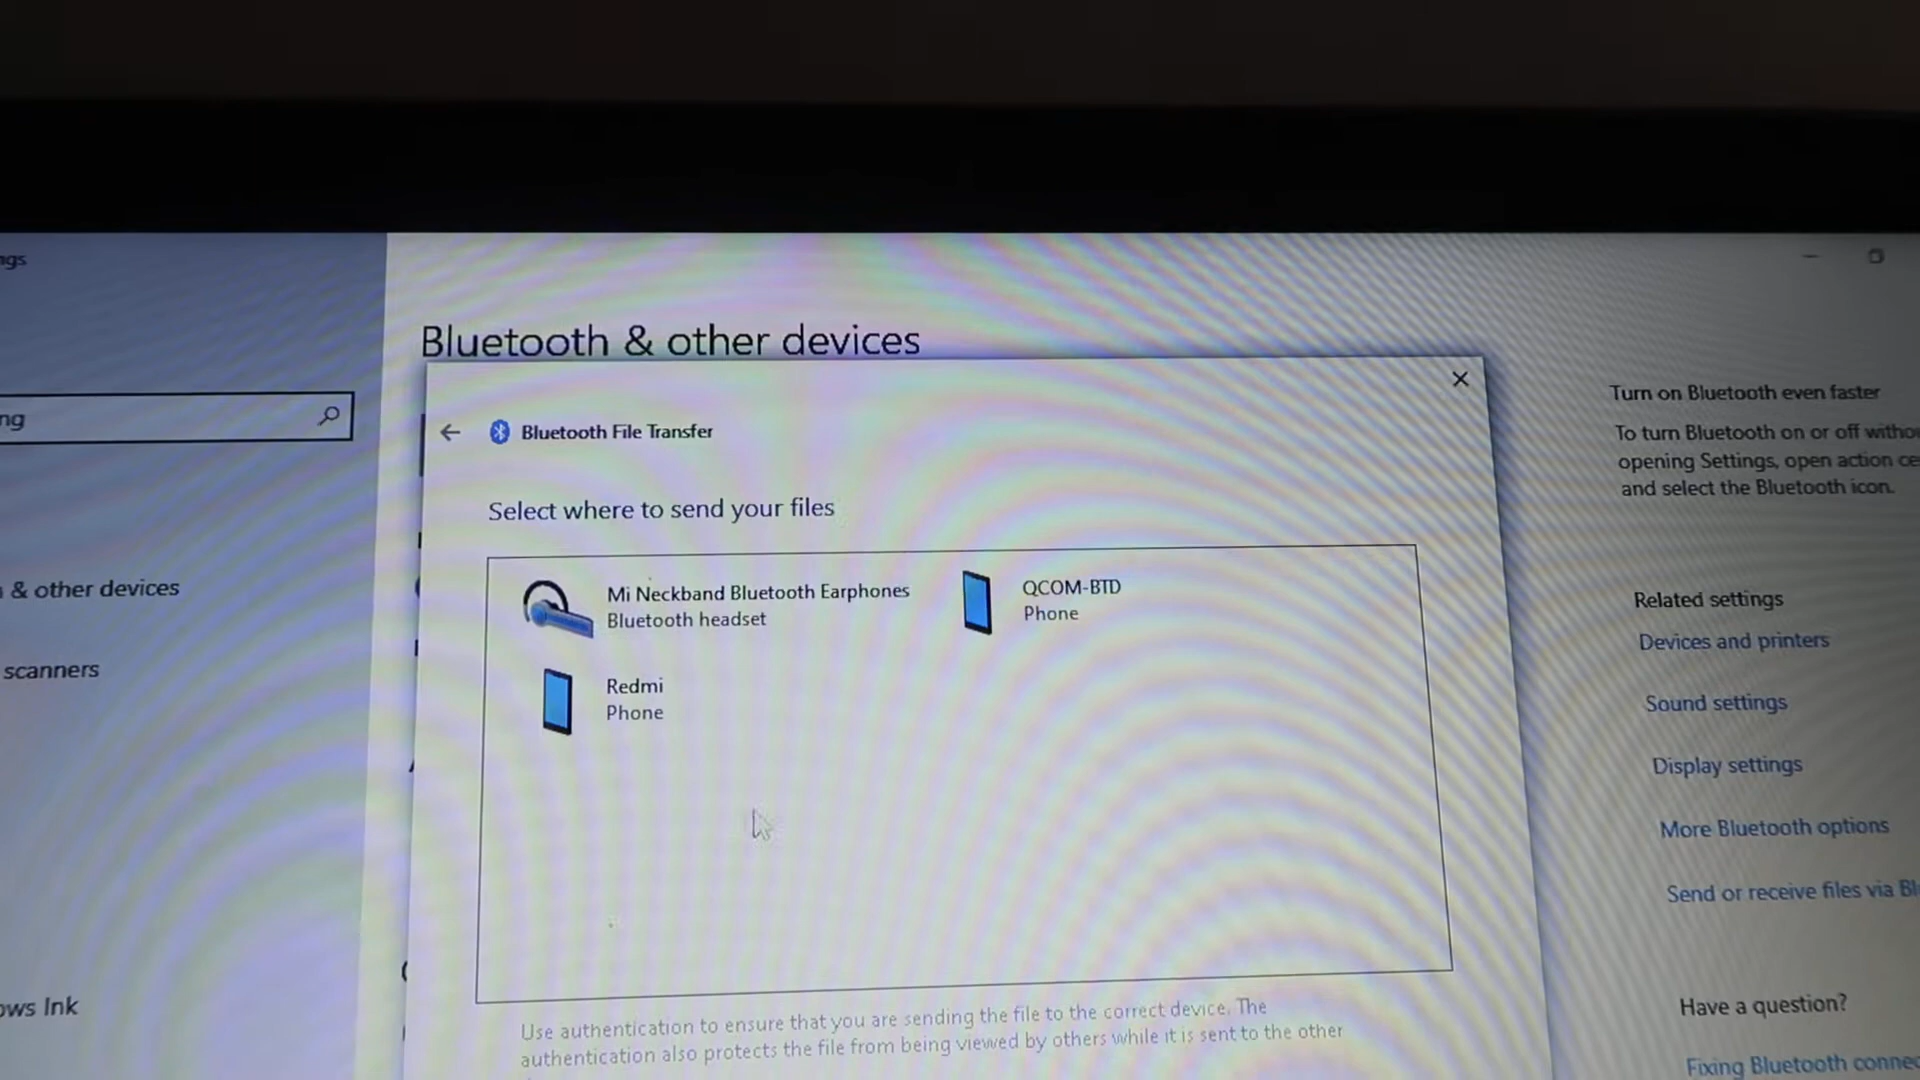 ngs
Bluetooth & other devices
ng
Bluetooth File Transfer
Select where to send your files
Mi Neckband Bluetooth Earphones
Bluetooth headset
QCOM-BTD
Phone
Redmi
Phone
Use authentication to ensure that you are sending the file to the correct device. The
authentication also protects the file from being viewed by others while it is sent to the other
& other devices
scanners
ows Ink
Turn on Bluetooth even faster
To turn Bluetooth on or off witho
opening Settings, open action ce
and select the Bluetooth icon.
Related settings
Devices and printers
Sound settings
Display settings
More Bluetooth options
Send or receive files via Bl
Have a question?
Fixing Bluetooth connec